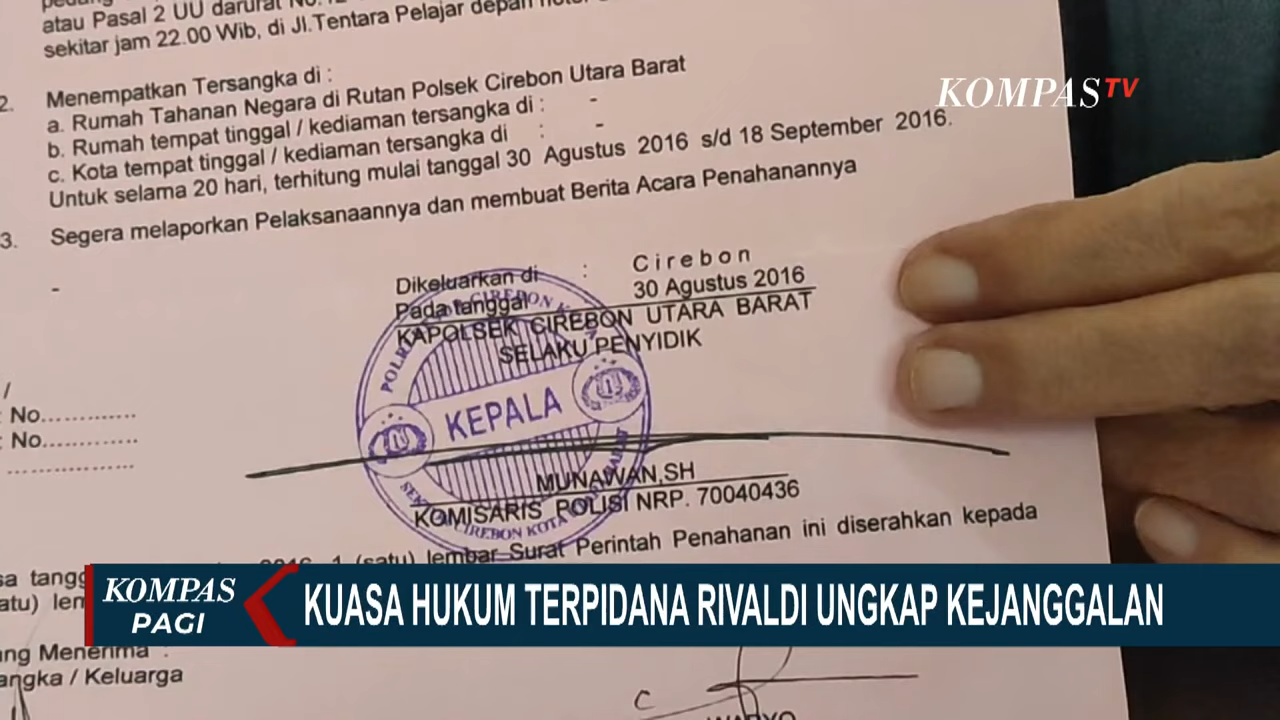 atau Pasal 2 UU darurat No.12
sekitar jam 22.00 Wib, di Jl.Tentara Pelajar depan
2. Menempatkan Tersangka di :
a. Rumah Tahanan Negara di Rutan Polsek Cirebon Utara Barat
b. Rumah tempat tinggal / kediaman tersangka di : -
c. Kota tempat tinggal / kediaman tersangka di : -
Untuk selama 20 hari, terhitung mulai tanggal 30 Agustus 2016 s/d 18 September 2016.
3. Segera melaporkan Pelaksanaannya dan membuat Berita Acara Penahanannya
-
KOMPAS TV
Dikeluarkan di : Cirebon
Pada tanggal 30 Agustus 2016
KAPOLSEK CIREBON UTARA BARAT
SELAKU PENYIDIK
KEPALA
/
No.............
No.............
.................
MUNAWAN,SH
KOMISARIS POLISI NRP. 70040436
2016 1 (satu) lembar Surat Perintah Penahanan ini diserahkan kepada
KOMPAS
PAGI
KUASA HUKUM TERPIDANA RIVALDI UNGKAP KEJANGGALAN
ng Menerima :
angka / Keluarga